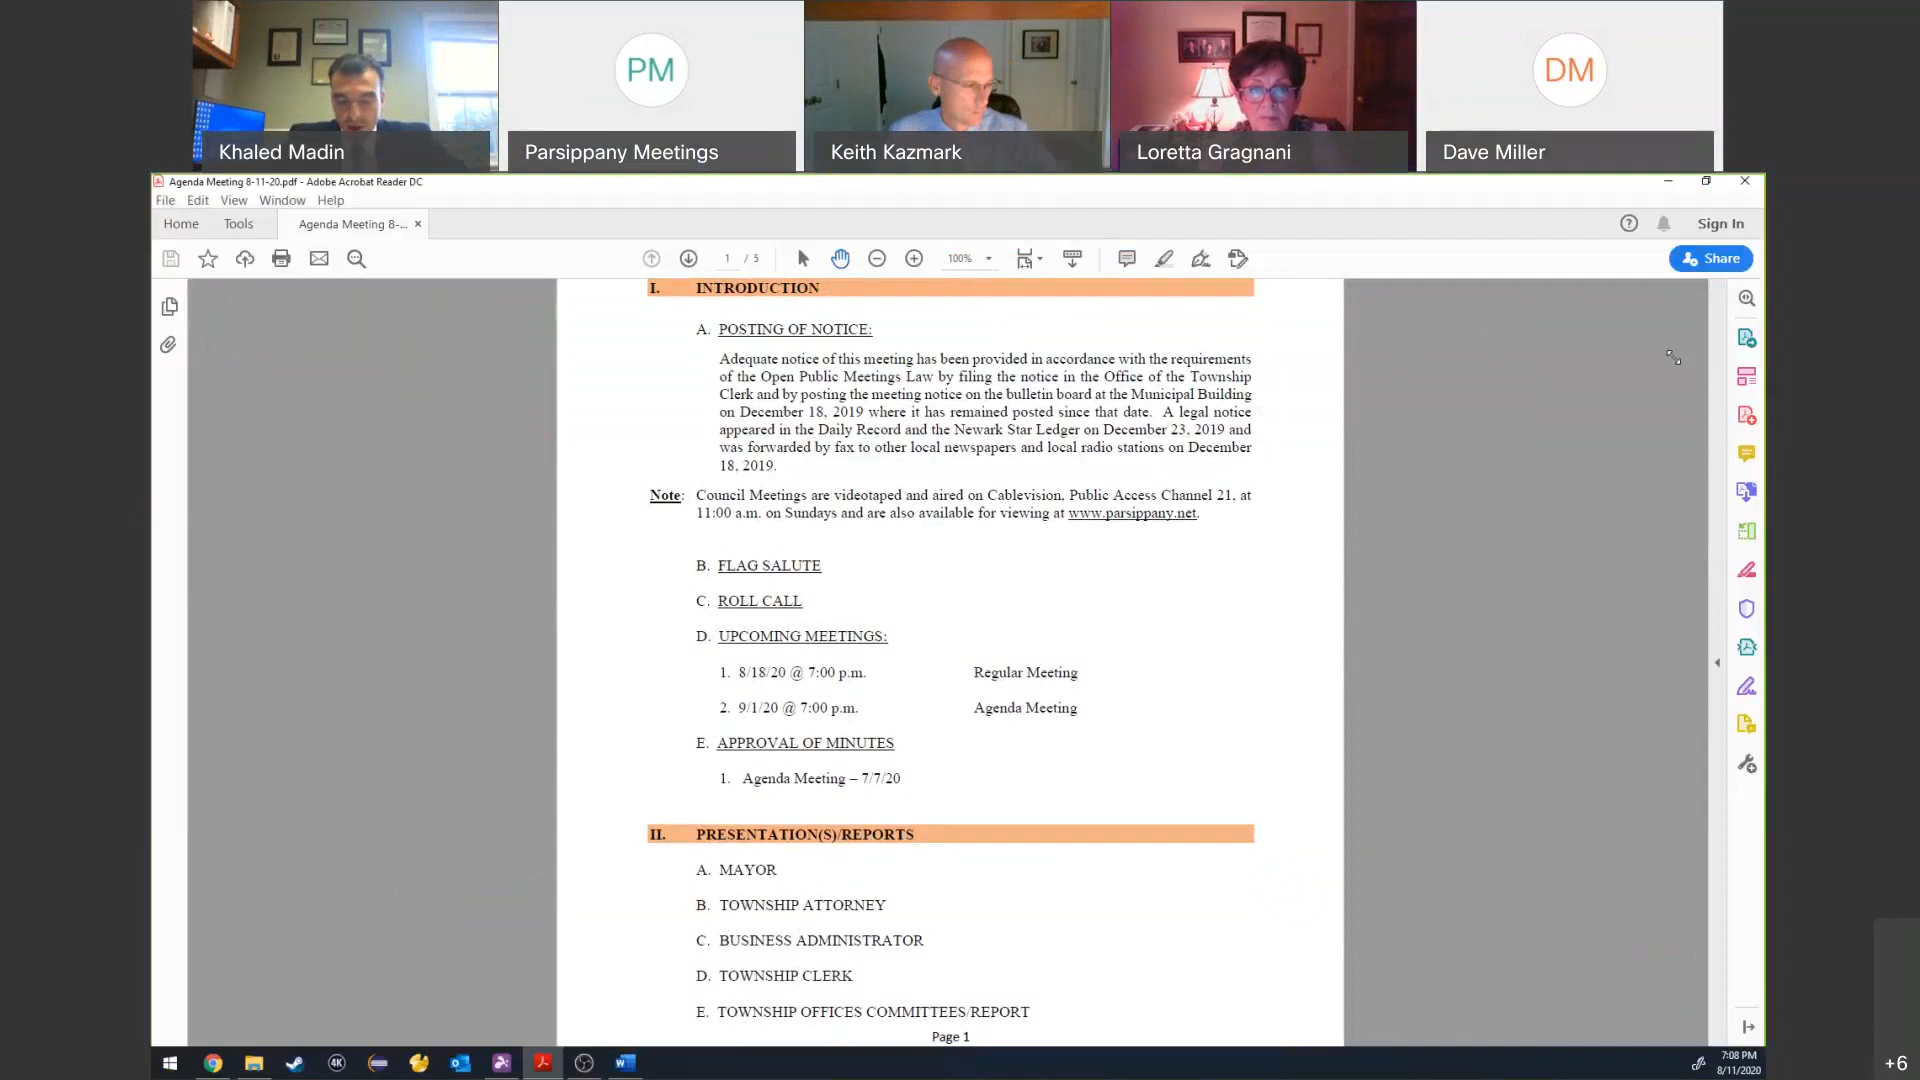 PM
DM
Khaled Madin
Parsippany Meetings
Keith Kazmark
Loretta Gragnani
Dave Miller
Agenda Meeting 8-11-20.pdf - Adobe Acrobat Reader DC
File Edit View Window Help
Home Tools Agenda Meeting 8-... × Sign In
1 / 5 100% Share
I. INTRODUCTION
A. POSTING OF NOTICE:
Adequate notice of this meeting has been provided in accordance with the requirements
of the Open Public Meetings Law by filing the notice in the Office of the Township
Clerk and by posting the meeting notice on the bulletin board at the Municipal Building
on December 18, 2019 where it has remained posted since that date. A legal notice
appeared in the Daily Record and the Newark Star Ledger on December 23, 2019 and
was forwarded by fax to other local newspapers and local radio stations on December
18, 2019.
Note: Council Meetings are videotaped and aired on Cablevision, Public Access Channel 21, at
11:00 a.m. on Sundays and are also available for viewing at www.parsippany.net.
B. FLAG SALUTE
C. ROLL CALL
D. UPCOMING MEETINGS:
1. 8/18/20 @ 7:00 p.m. Regular Meeting
2. 9/1/20 @ 7:00 p.m. Agenda Meeting
E. APPROVAL OF MINUTES
1. Agenda Meeting – 7/7/20
II. PRESENTATION(S)/REPORTS
A. MAYOR
B. TOWNSHIP ATTORNEY
C. BUSINESS ADMINISTRATOR
D. TOWNSHIP CLERK
E. TOWNSHIP OFFICES COMMITTEES/REPORT
Page 1
4K
7:08 PM
8/11/2020
+6